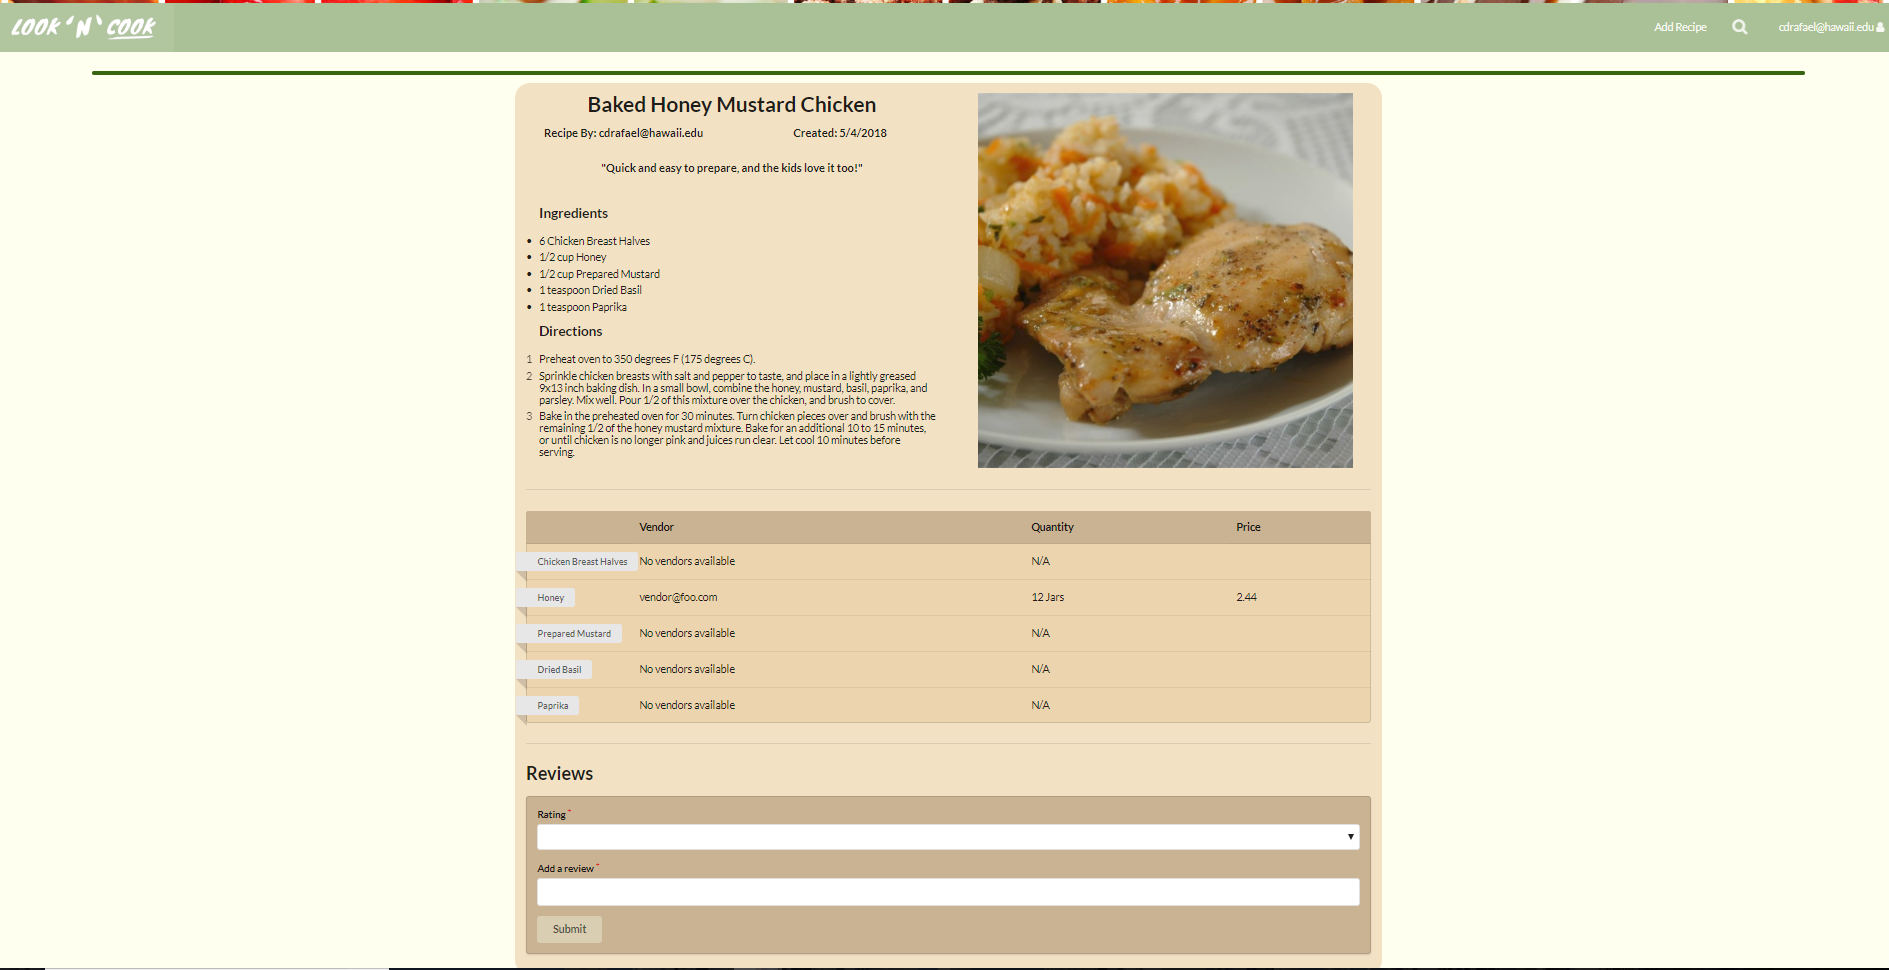 LOOK 'N' COOK
Add Recipe
cdrafael@hawaii.edu
Baked Honey Mustard Chicken
Recipe By: cdrafael@hawaii.edu Created: 5/4/2018
"Quick and easy to prepare, and the kids love it too!"
Ingredients
• 6 Chicken Breast Halves
• 1/2 cup Honey
• 1/2 cup Prepared Mustard
• 1 teaspoon Dried Basil
• 1 teaspoon Paprika
Directions
1 Preheat oven to 350 degrees F (175 degrees C).
2 Sprinkle chicken breasts with salt and pepper to taste, and place in a lightly greased
9x13 inch baking dish. In a small bowl, combine the honey, mustard, basil, paprika, and
parsley. Mix well. Pour 1/2 of this mixture over the chicken, and brush to cover.
3 Bake in the preheated oven for 30 minutes. Turn chicken pieces over and brush with the
remaining 1/2 of the honey mustard mixture. Bake for an additional 10 to 15 minutes,
or until chicken is no longer pink and juices run clear. Let cool 10 minutes before
serving.
Vendor Quantity Price
Chicken Breast Halves No vendors available N/A
Honey vendor@foo.com 12 Jars 2.44
Prepared Mustard No vendors available N/A
Dried Basil No vendors available N/A
Paprika No vendors available N/A
Reviews
Rating *
Add a review *
Submit